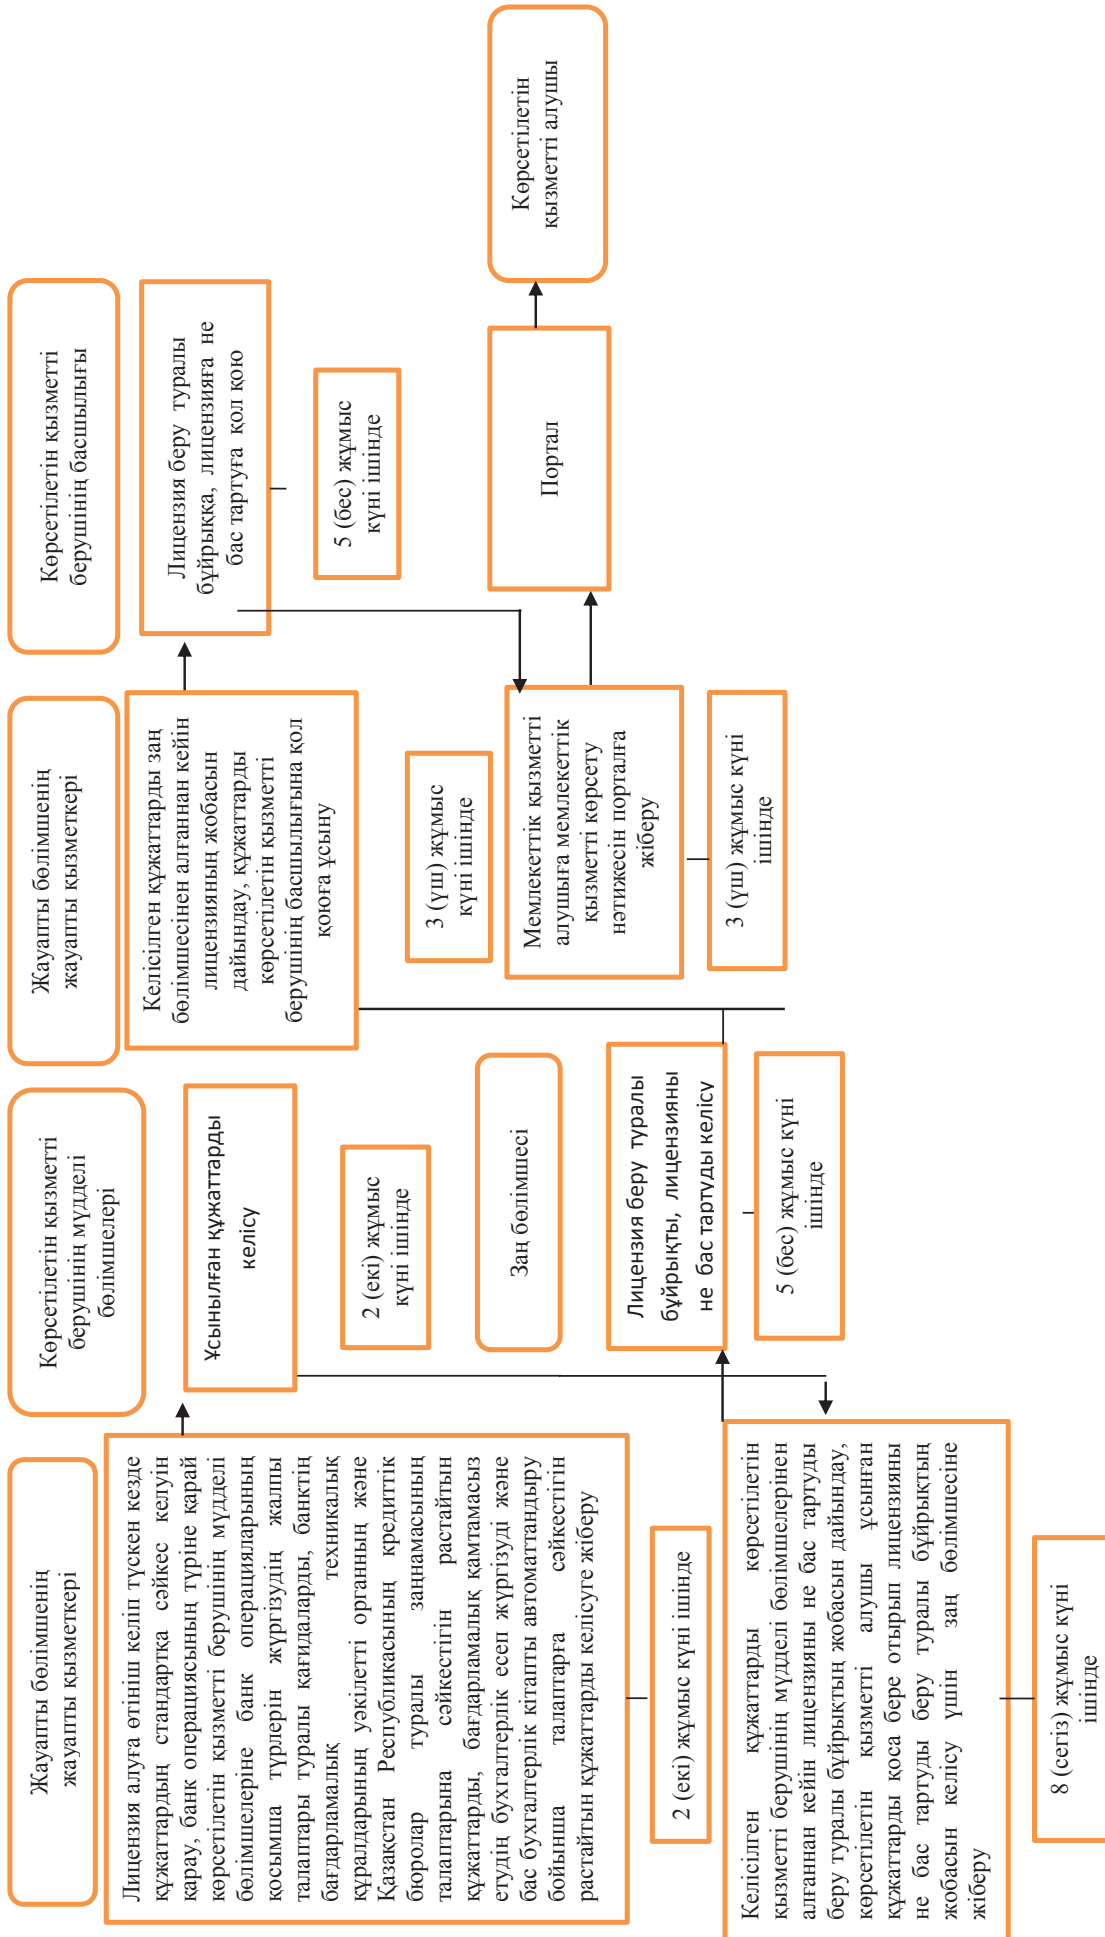 Жауапты бөлімшенің
жауапты қызметкері
Лицензия алуға өтініш келіп түскен кезде
құжаттардың стандартқа сәйкес келуін
қарау, банк операциясының түріне қарай
көрсетілетін қызметті берушінің мүдделі
бөлімшелеріне банк операцияларының
қосымша түрлерін жүргізудің жалпы
талаптары туралы қағидаларды, банктің
бағдарламалық техникалық
құралдарының уәкілетті органның және
Қазақстан Республикасының кредиттік
бюролар туралы заңнамасының
талаптарына сәйкестігін растайтын
құжаттарды, бағдарламалық қамтамасыз
етудің бухгалтерлік есеп жүргізуді және
бас бухгалтерлік кітапты автоматтандыру
бойынша талаптарға сәйкестігін
растайтын құжаттарды келісуге жіберу
2 (екі) жұмыс күні ішінде
Келісілген құжаттарды көрсетілетін
қызметті берушінің мүдделі бөлімшелерінен
алғаннан кейін лицензияны не бас тартуды
беру туралы бұйрықтың жобасын дайындау,
көрсетілетін қызметті алушы ұсынған
құжаттарды қоса бере отырып лицензияны
не бас тартуды беру туралы бұйрықтың
жобасын келісу үшін заң бөлімшесіне
жіберу
8 (сегіз) жұмыс күні
ішінде
Көрсетілетін қызметті
берушінің мүдделі
бөлімшелері
Ұсынылған құжаттарды
келісу
2 (екі) жұмыс
күні ішінде
Заң бөлімшесі
Лицензия беру туралы
бұйрықты, лицензияны
не бас тартуды келісу
5 (бес) жұмыс күні
ішінде
Жауапты бөлімшенің
жауапты қызметкері
Келісілген құжаттарды заң
бөлімшесінен алғаннан кейін
лицензияның жобасын
дайындау, құжаттарды
көрсетілетін қызметті
берушінің басшылығына қол
қоюға ұсыну
3 (үш) жұмыс
күні ішінде
Мемлекеттік қызметті
алушыға мемлекеттік
қызметті көрсету
нәтижесін порталға
жіберу
3 (үш) жұмыс күні
ішінде
Көрсетілетін қызметті
берушінің басшылығы
Лицензия беру туралы
бұйрыққа, лицензияға не
бас тартуға қол қою
5 (бес) жұмыс
күні ішінде
Портал
Көрсетілетін
қызметті алушы